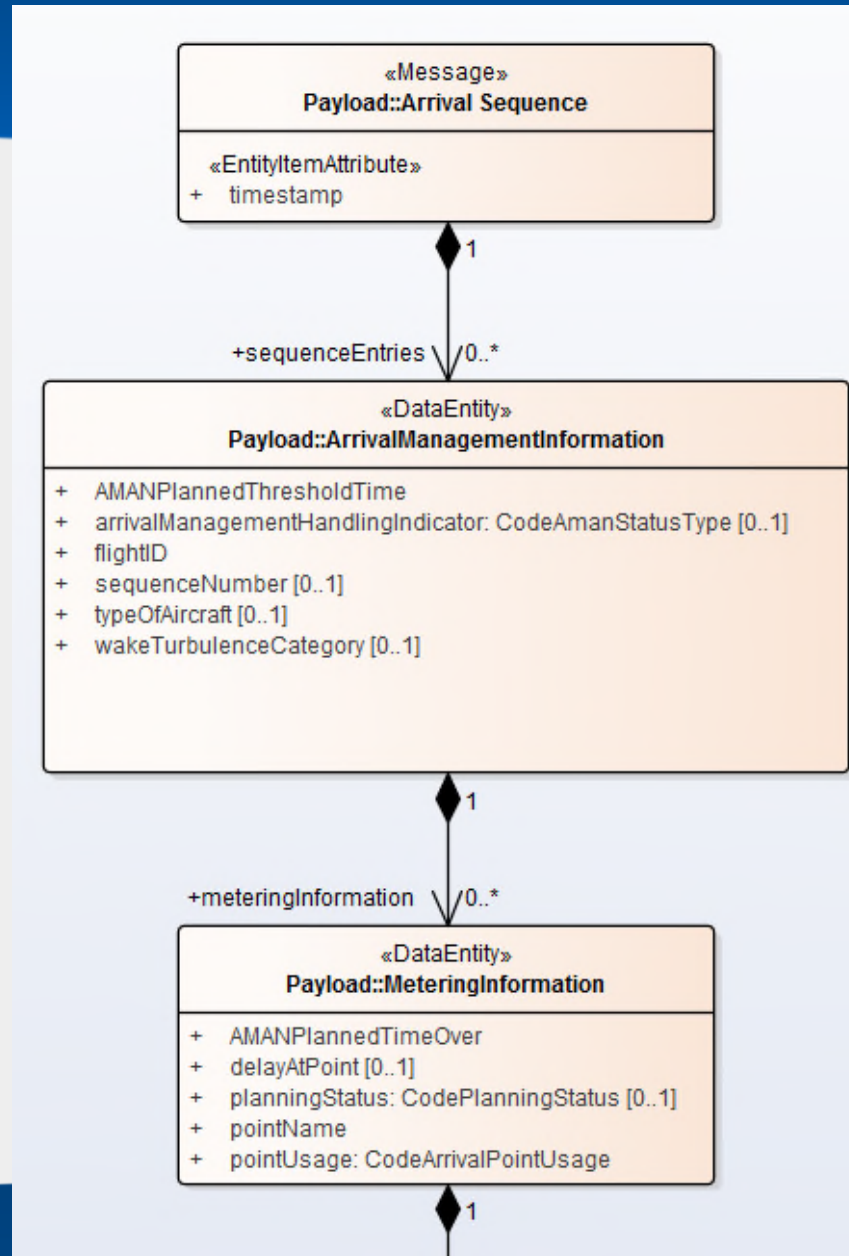 «Message»
Payload::Arrival Sequence
«EntityItemAttribute»
+ timestamp
1
+sequenceEntries 0..*
«DataEntity»
Payload::ArrivalManagementInformation
+ AMANPlannedThresholdTime
+ arrivalManagementHandlingIndicator: CodeAmanStatusType [0..1]
+ flightID
+ sequenceNumber [0..1]
+ typeOfAircraft [0..1]
+ wakeTurbulenceCategory [0..1]
1
+meteringInformation 0..*
«DataEntity»
Payload::MeteringInformation
+ AMANPlannedTimeOver
+ delayAtPoint [0..1]
+ planningStatus: CodePlanningStatus [0..1]
+ pointName
+ pointUsage: CodeArrivalPointUsage
1